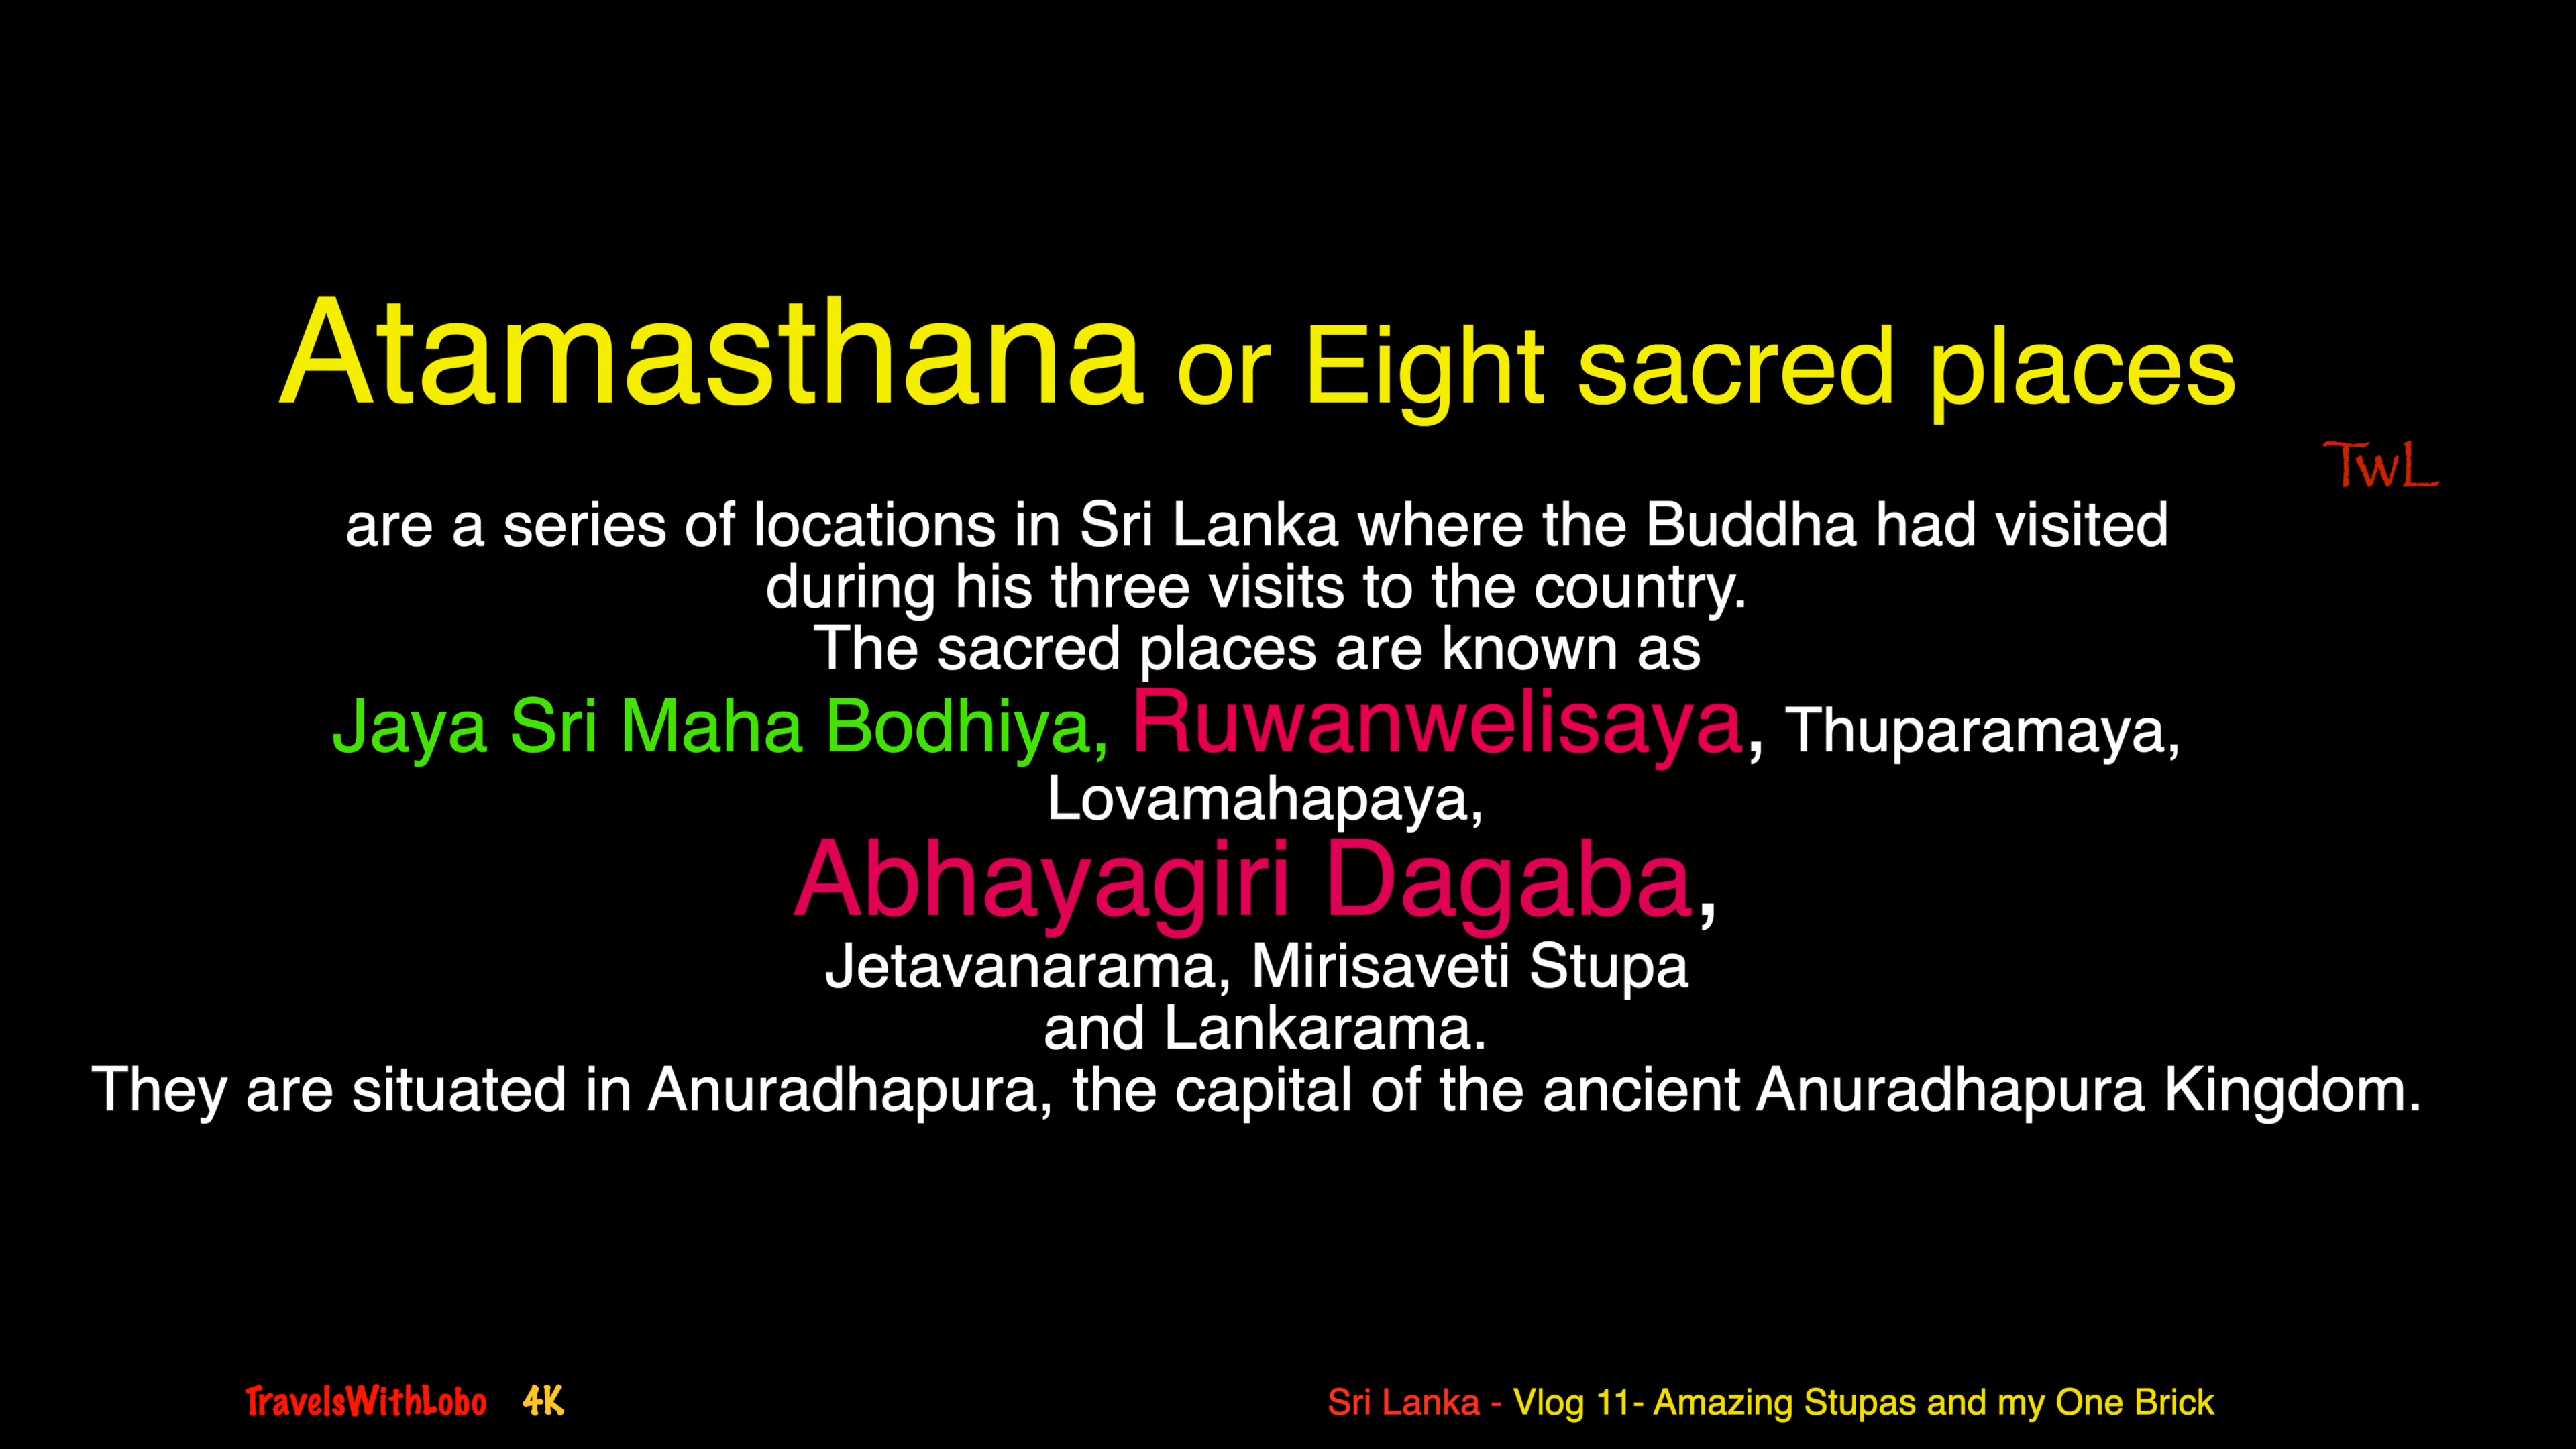 Atamasthana or Eight sacred places
TwL
are a series of locations in Sri Lanka where the Buddha had visited
during his three visits to the country.
The sacred places are known as
Jaya Sri Maha Bodhiya, Ruwanwelisaya, Thuparamaya,
Lovamahapaya,
Abhayagiri Dagaba,
Jetavanarama, Mirisaveti Stupa
and Lankarama.
They are situated in Anuradhapura, the capital of the ancient Anuradhapura Kingdom.
TravelsWithLobo 4K
Sri Lanka - Vlog 11- Amazing Stupas and my One Brick